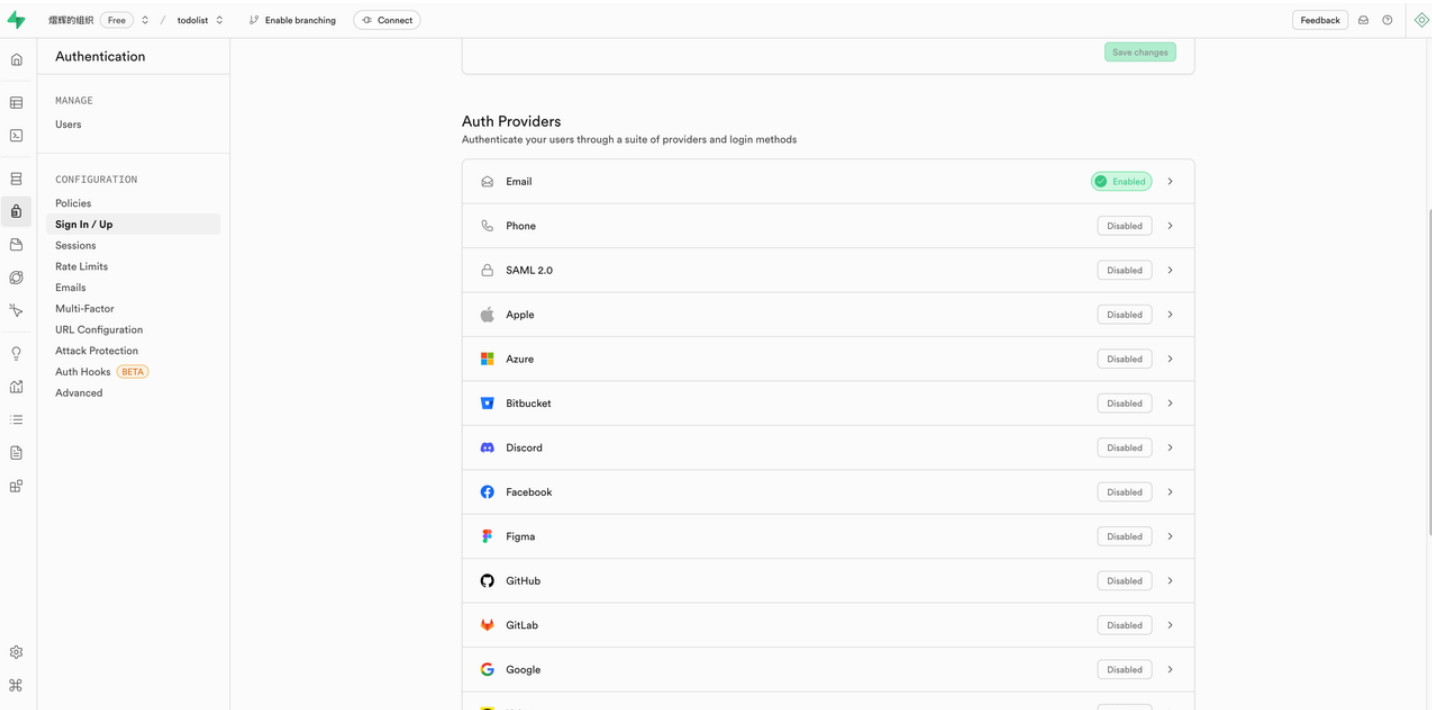 熠辉的组织 Free / todolist Enable branching Connect Feedback
Authentication
Save changes
MANAGE
Users
CONFIGURATION
Policies
Sign In / Up
Sessions
Rate Limits
Emails
Multi-Factor
URL Configuration
Attack Protection
Auth Hooks BETA
Advanced
Auth Providers
Authenticate your users through a suite of providers and login methods
Email Enabled
Phone Disabled
SAML 2.0 Disabled
Apple Disabled
Azure Disabled
Bitbucket Disabled
Discord Disabled
Facebook Disabled
Figma Disabled
GitHub Disabled
GitLab Disabled
Google Disabled